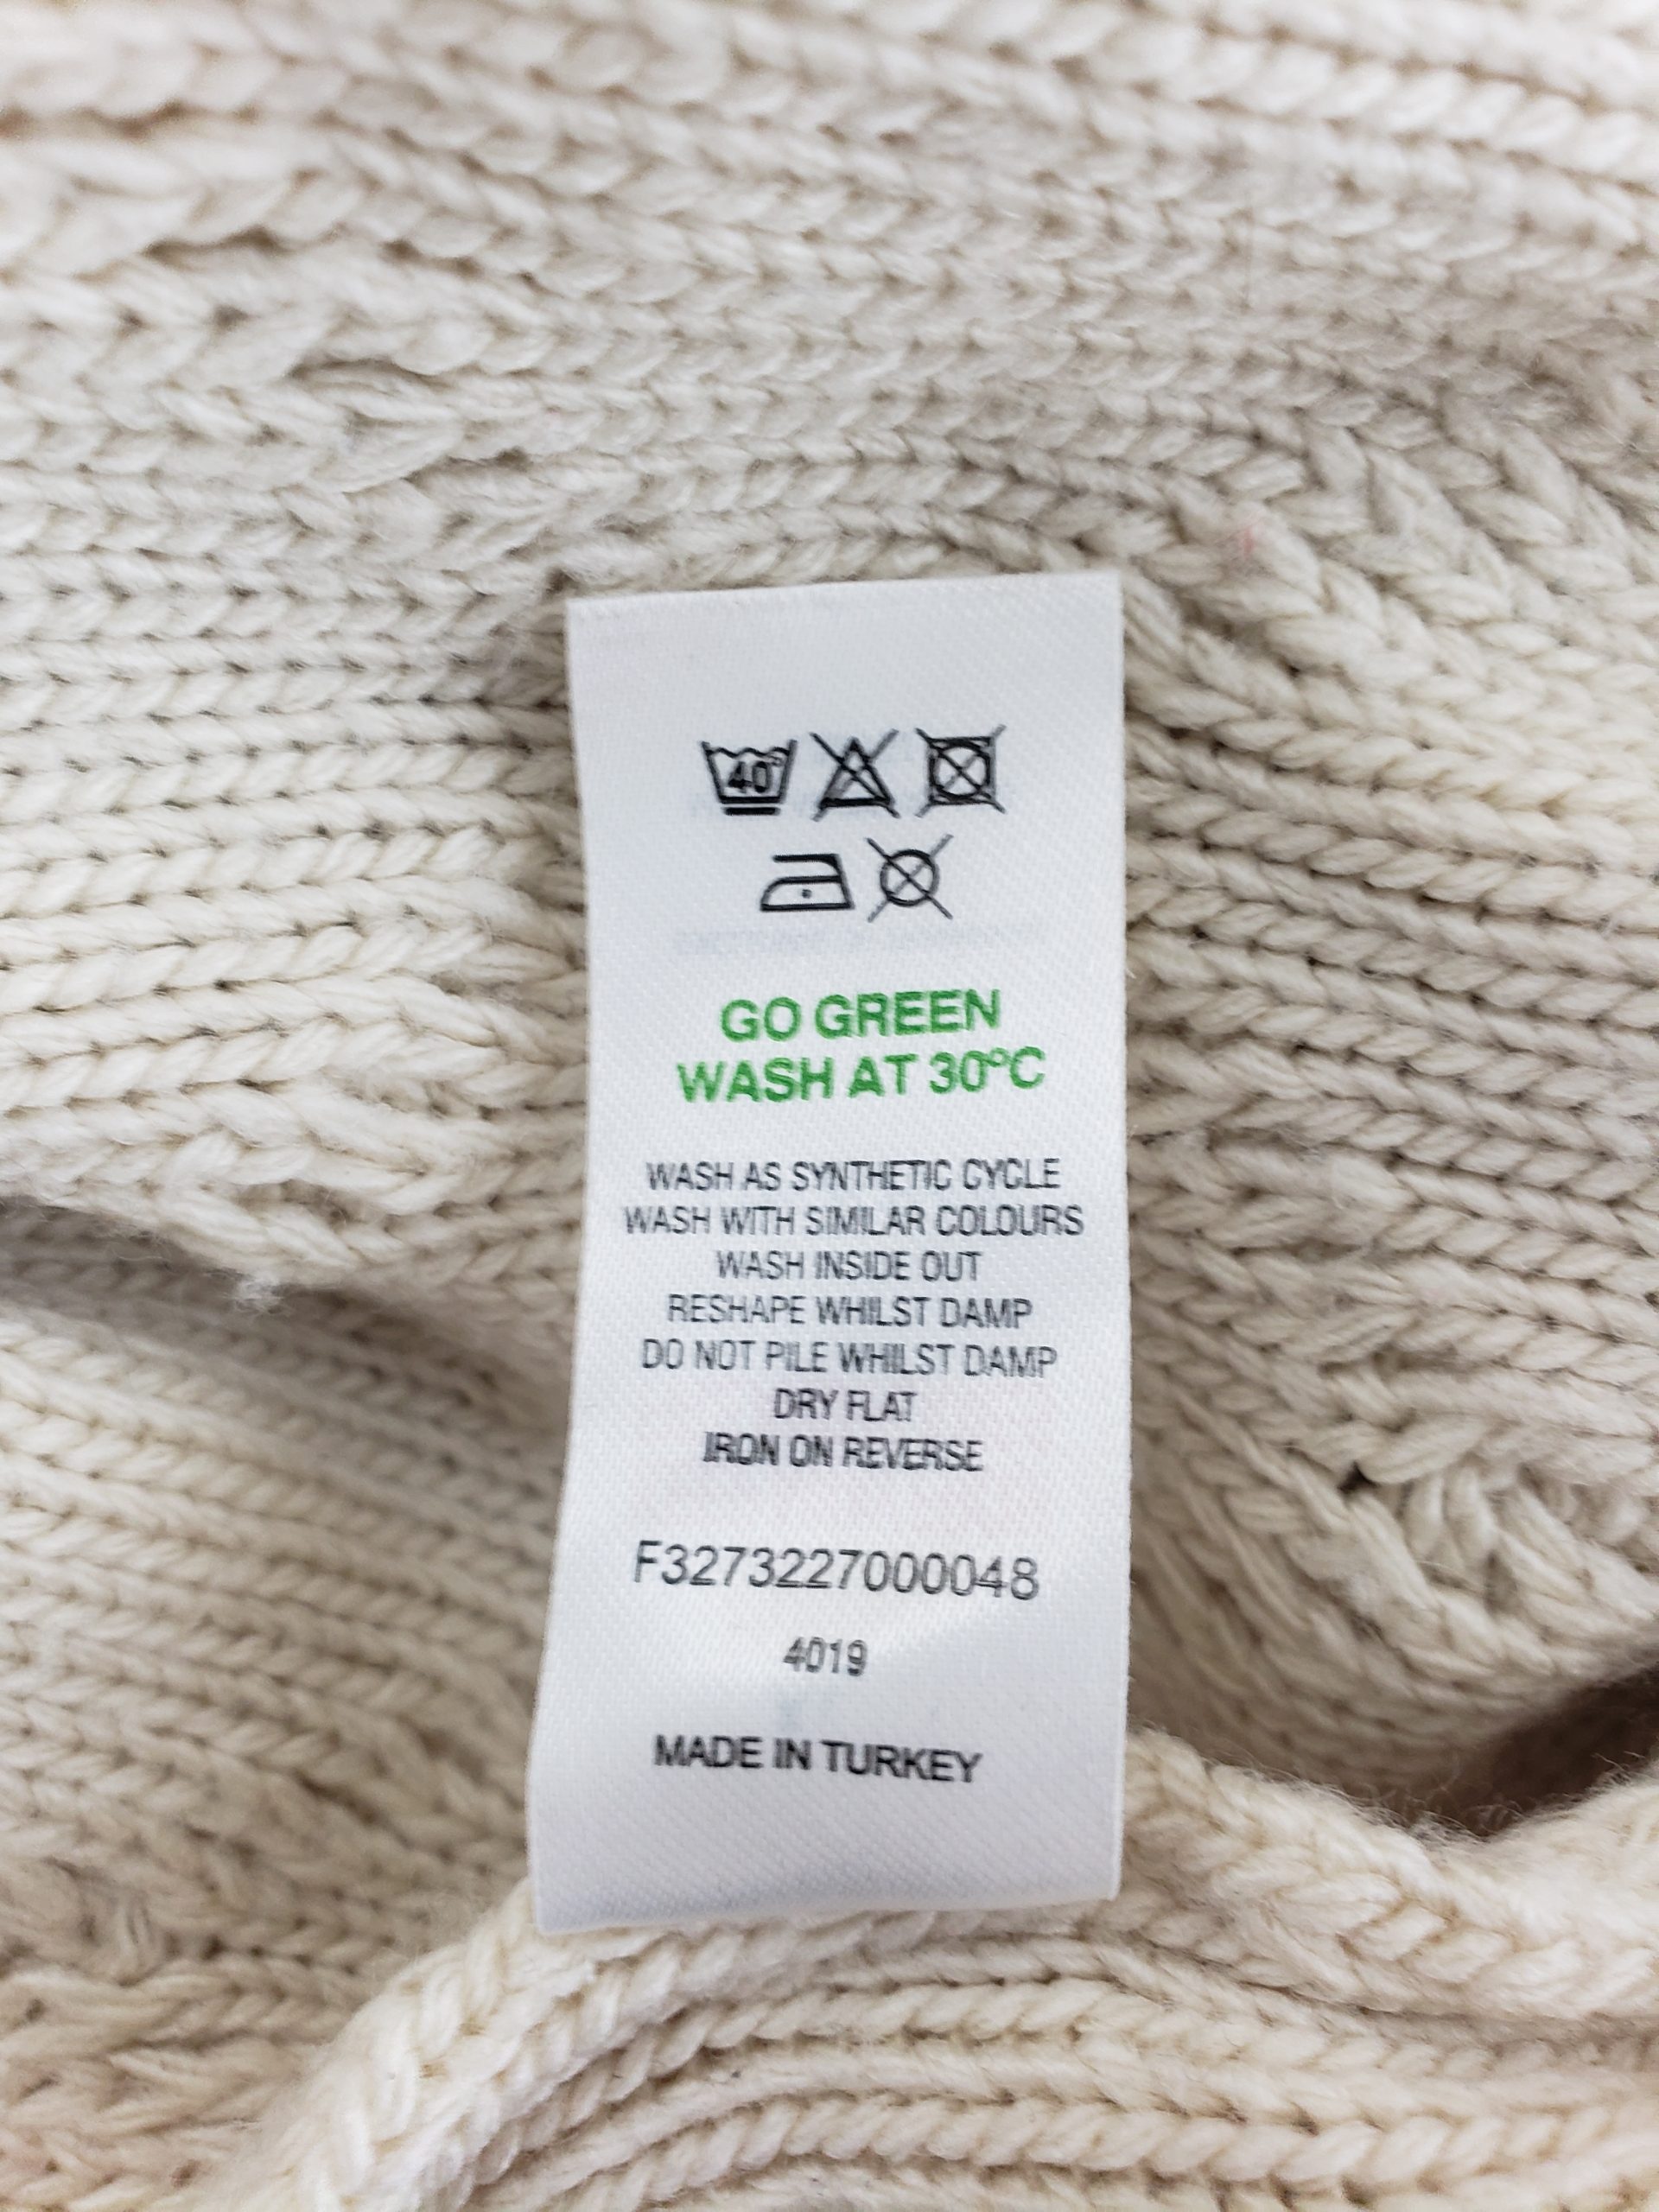 40°
GO GREEN
WASH AT 30ºC
WASH AS SYNTHETIC CYCLE
WASH WITH SIMILAR COLOURS
WASH INSIDE OUT
RESHAPE WHILST DAMP
DO NOT PILE WHILST DAMP
DRY FLAT
IRON ON REVERSE
F3273227000048
4019
MADE IN TURKEY